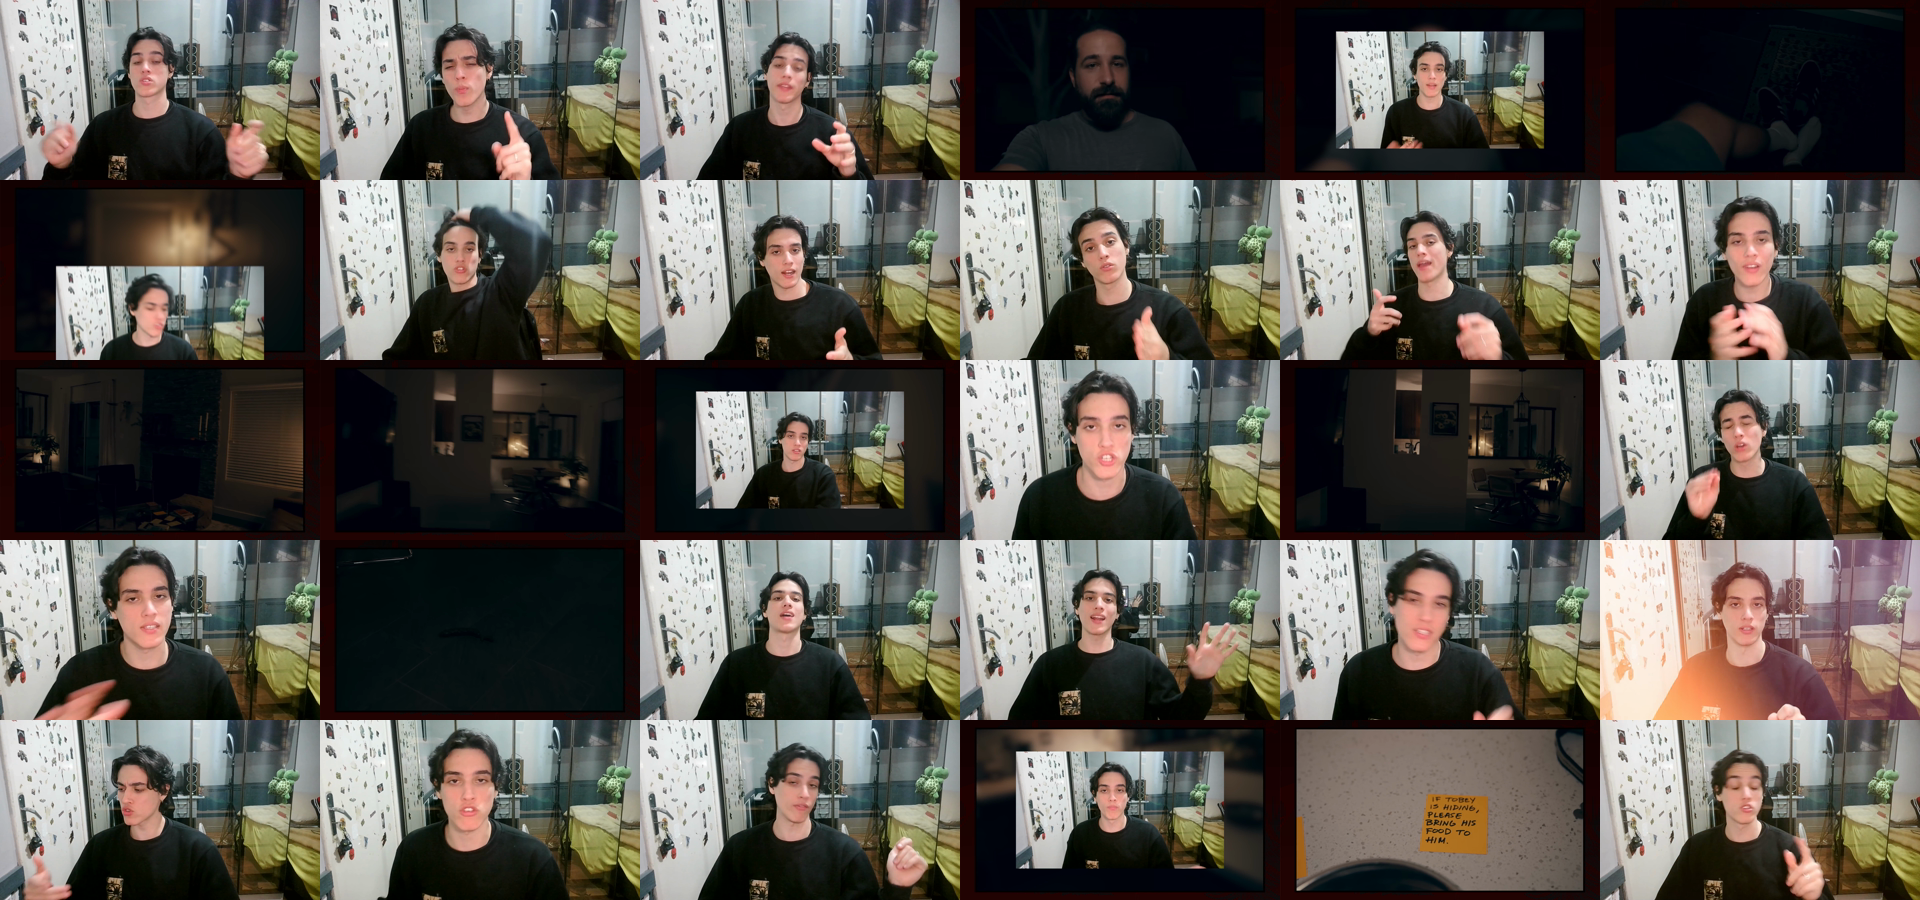 IF TOBEY
IS HIDING,
PLEASE
BRING HIS
FOOD TO
HIM.